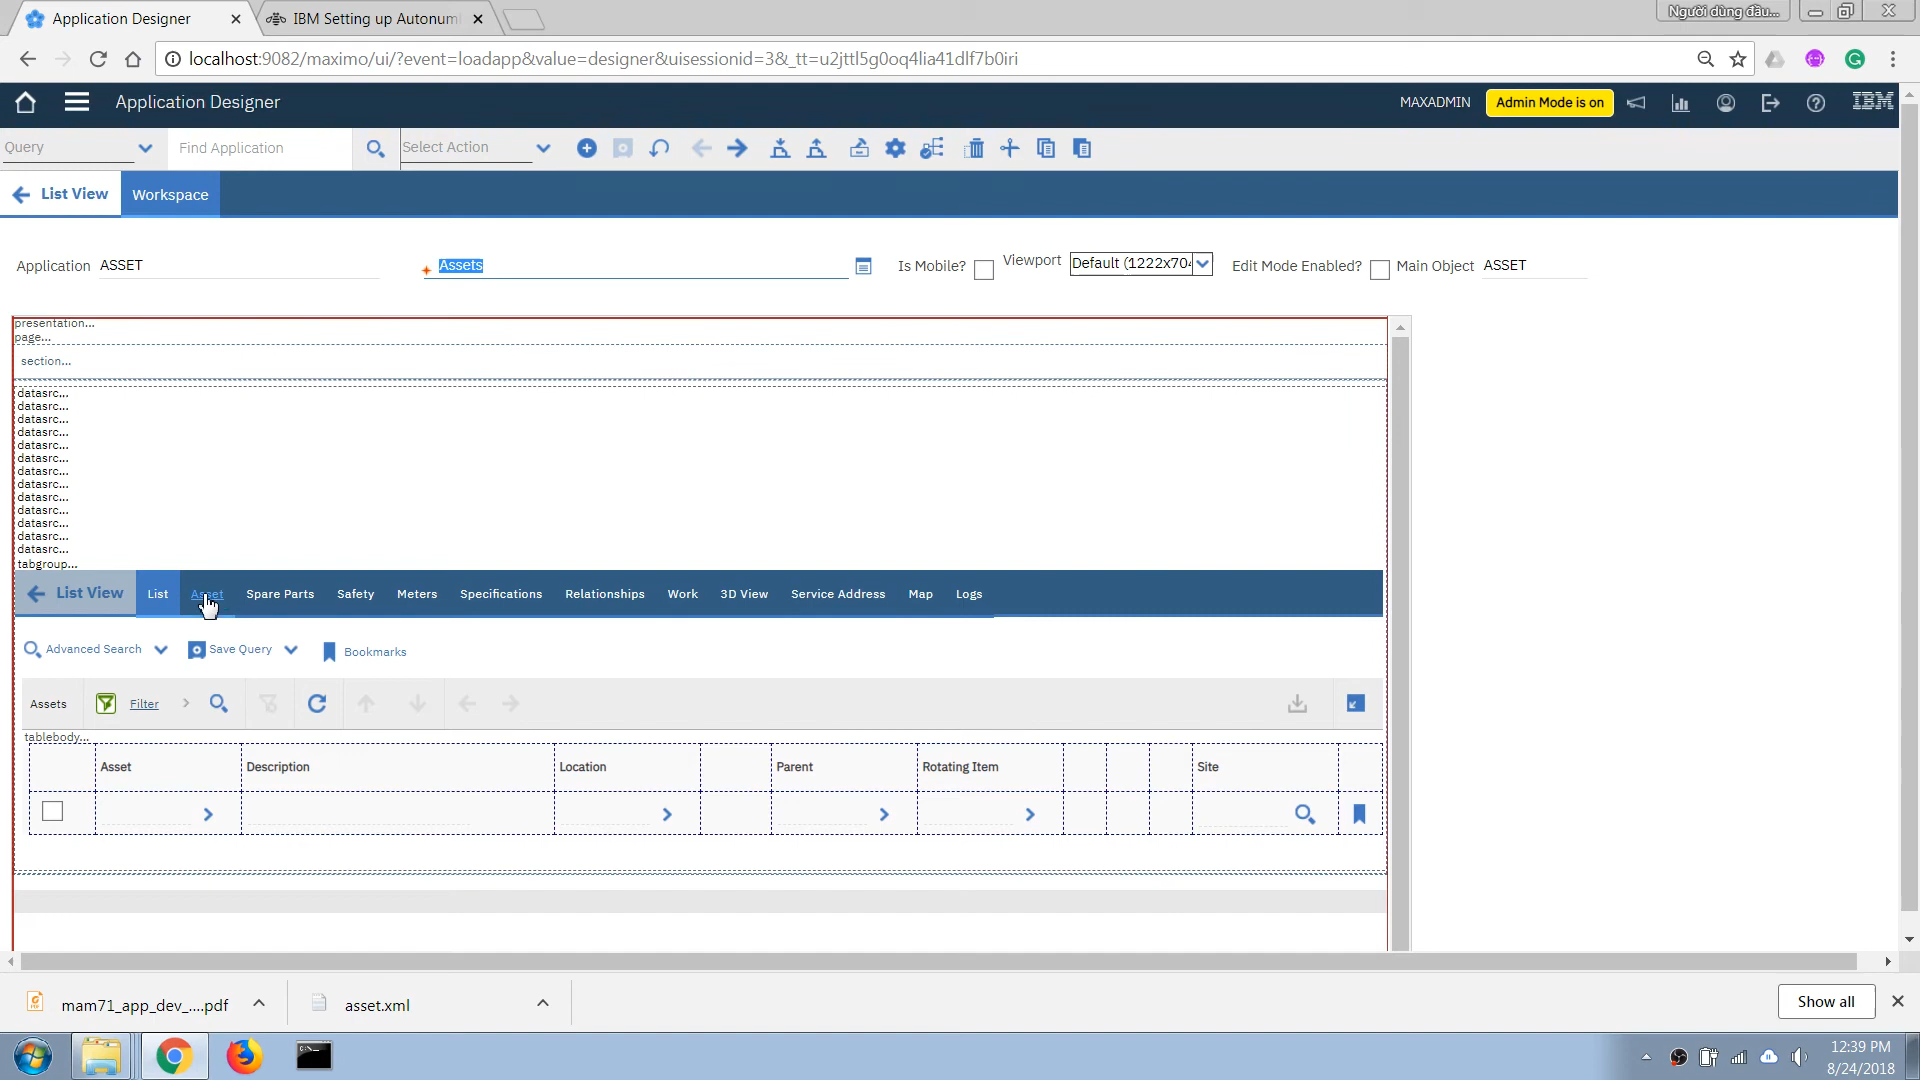 Application Designer
IBM Setting up Autonum
Người dùng đầu...
localhost:9082/maximo/ui/?event=loadapp&value=designer&uisessionid=3&_tt=u2jttl5g0oq4lia41dlf7b0iri
Application Designer
MAXADMIN
Admin Mode is on
IBM
Query
Find Application
Select Action
List View
Workspace
Application ASSET
Assets
Is Mobile?
Viewport
Default (1222x704
Edit Mode Enabled?
Main Object ASSET
presentation...
page...
section...
datasrc...
datasrc...
datasrc...
datasrc...
datasrc...
datasrc...
datasrc...
datasrc...
datasrc...
datasrc...
datasrc...
datasrc...
datasrc...
tabgroup...
List View
List
Asset
Spare Parts
Safety
Meters
Specifications
Relationships
Work
3D View
Service Address
Map
Logs
Advanced Search
Save Query
Bookmarks
Assets
Filter
tablebody...
Asset
Description
Location
Parent
Rotating Item
Site
mam71_app_dev_....pdf
asset.xml
Show all
12:39 PM
8/24/2018